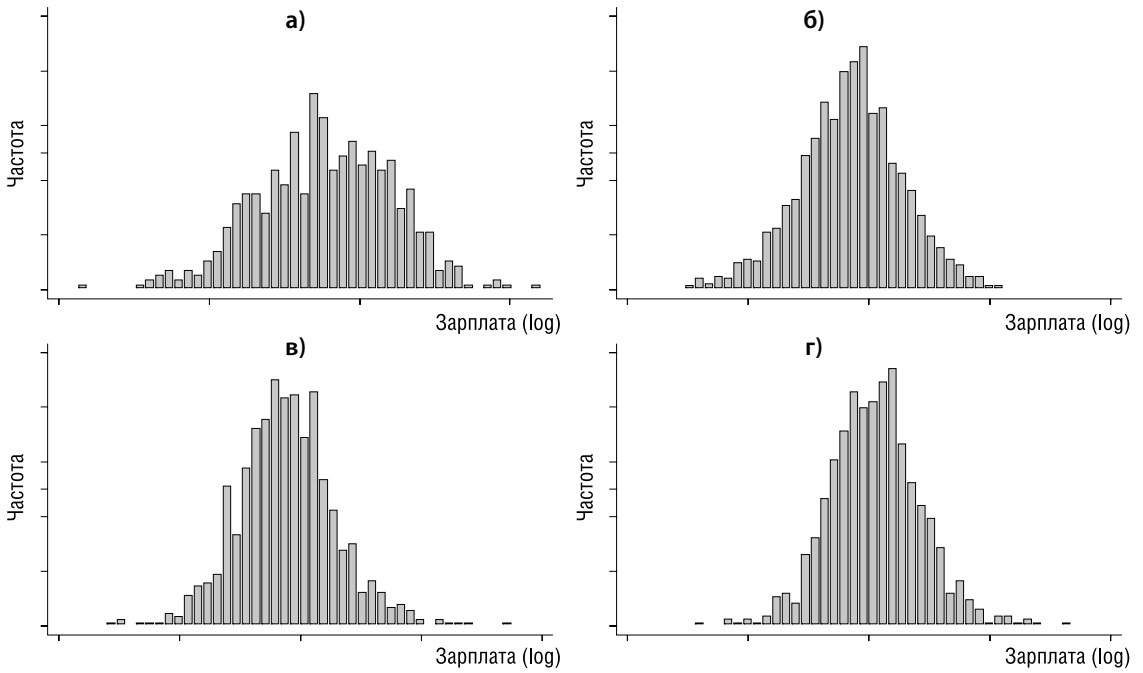 а)
Частота
Зарплата (log)
б)
Частота
Зарплата (log)
в)
Частота
Зарплата (log)
г)
Частота
Зарплата (log)